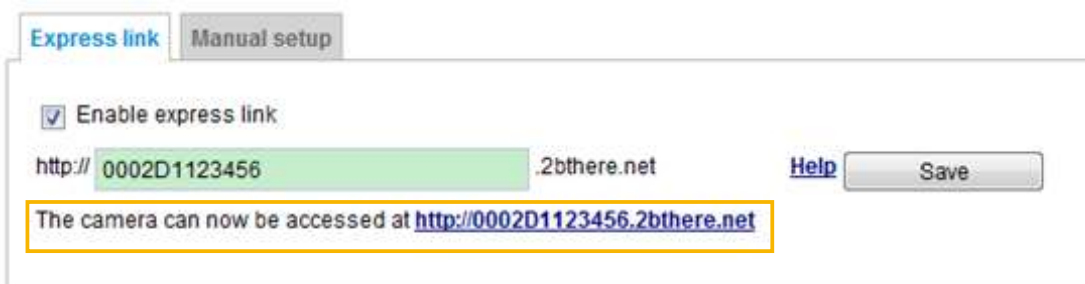 Express link Manual setup
Enable express link
http:// 0002D1123456 .2bthere.net Help Save
The camera can now be accessed at http://0002D1123456.2bthere.net